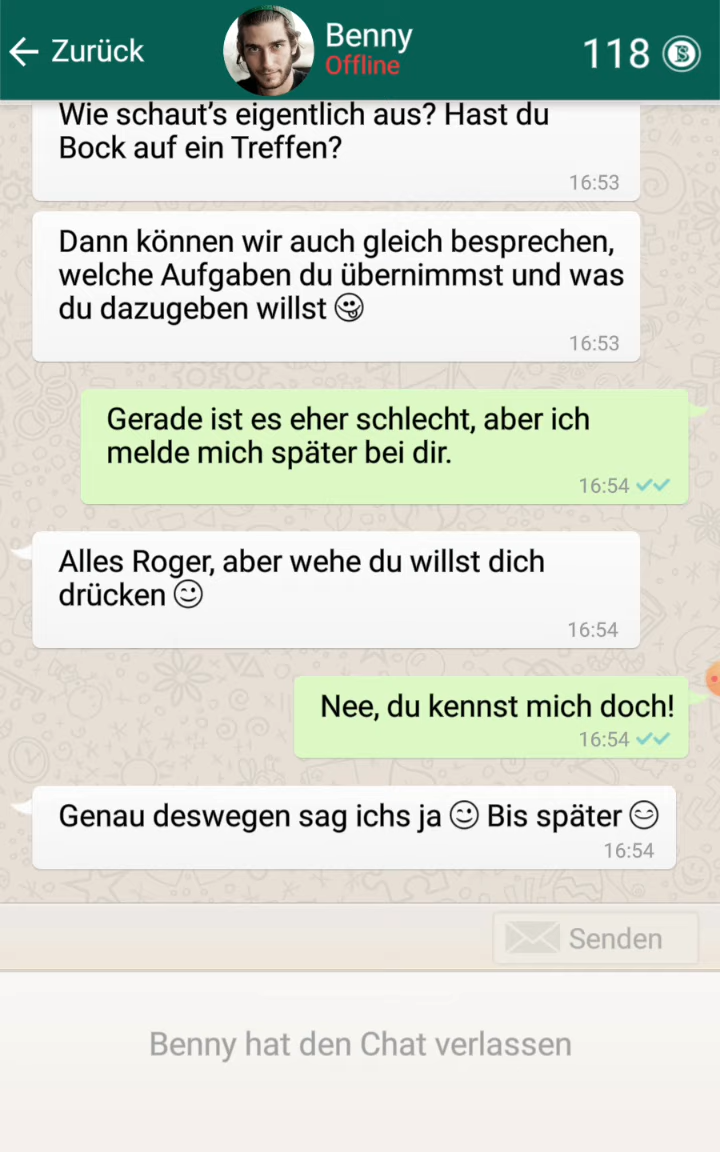 Zurück
Benny
Offline
118
Wie schaut's eigentlich aus? Hast du
Bock auf ein Treffen?
16:53
Dann können wir auch gleich besprechen,
welche Aufgaben du übernimmst und was
du dazugeben willst 😜
16:53
Gerade ist es eher schlecht, aber ich
melde mich später bei dir.
16:54
Alles Roger, aber wehe du willst dich
drücken 😉
16:54
Nee, du kennst mich doch!
16:54
Genau deswegen sag ichs ja 😉 Bis später 😊
16:54
Senden
Benny hat den Chat verlassen